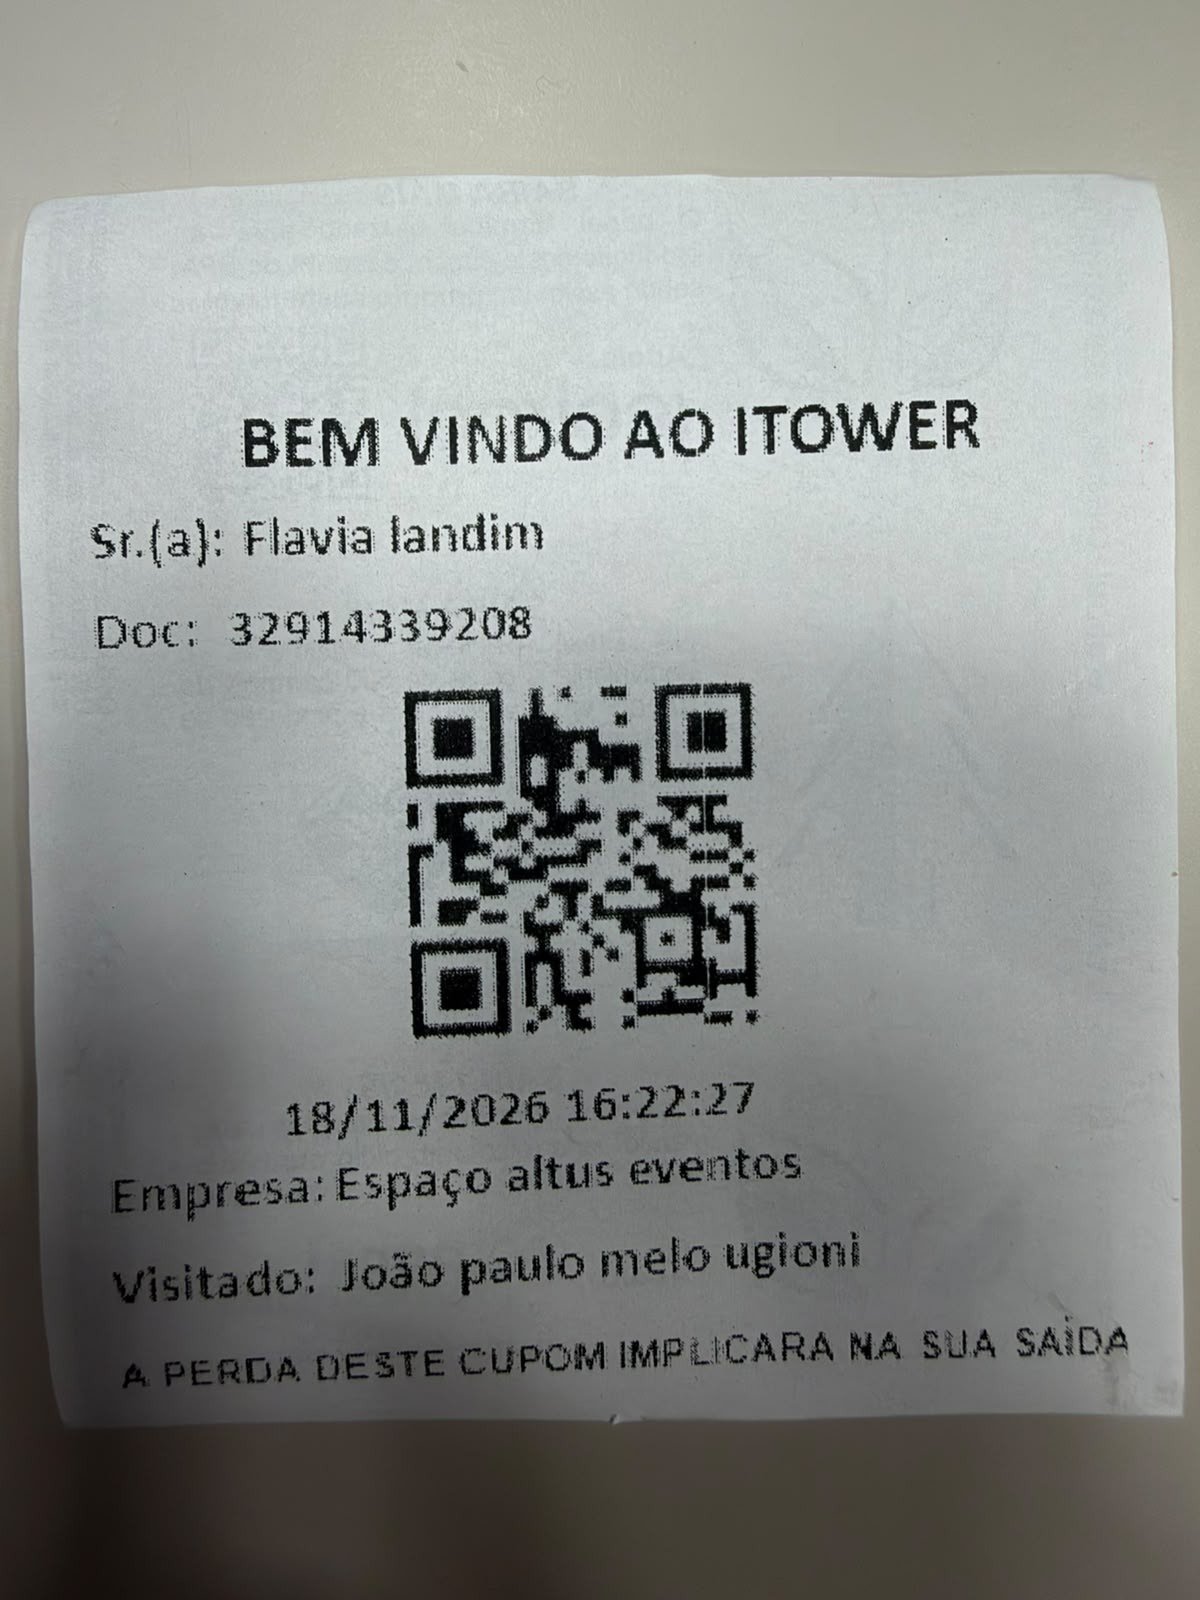 BEM VINDO AO ITOWER
Sr.(a): Flavia landim
Doc: 32914339208
18/11/2026 16:22:27
Empresa: Espaço altus eventos
Visitado: João paulo melo ugioni
A PERDA DESTE CUPOM IMPLICARA NA SUA SAÍDA